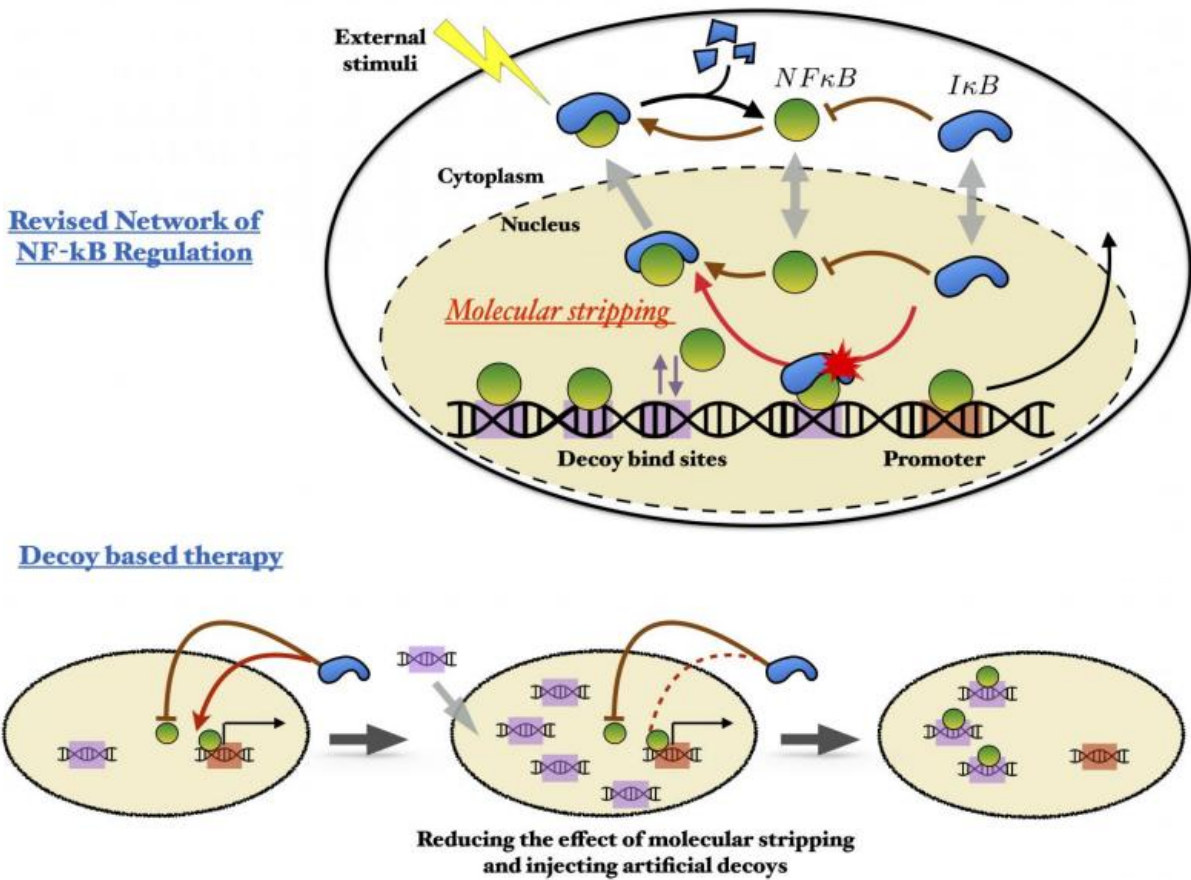 External
stimuli
NFκB
IκB
Cytoplasm
Nucleus
Revised Network of
NF-kB Regulation
Molecular stripping
Decoy bind sites
Promoter
Decoy based therapy
Reducing the effect of molecular stripping
and injecting artificial decoys